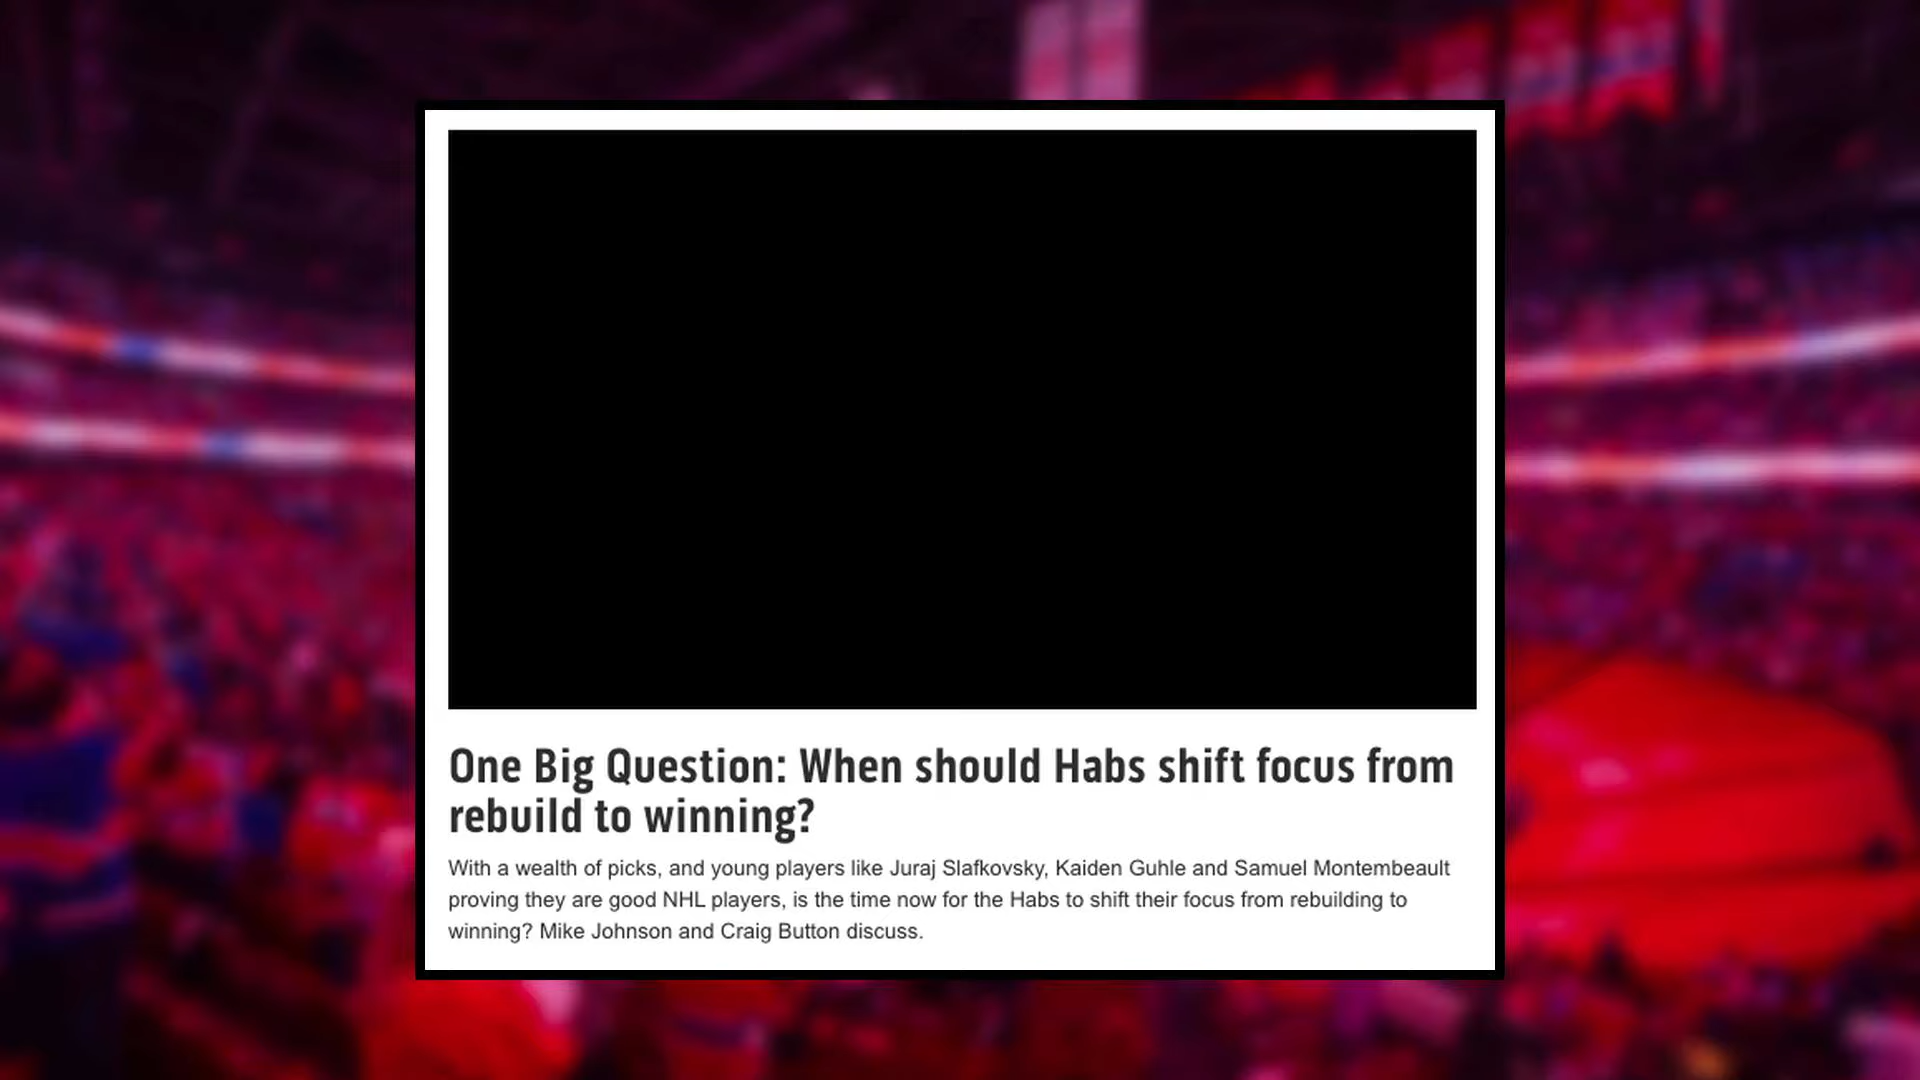 One Big Question: When should Habs shift focus from
rebuild to winning?
With a wealth of picks, and young players like Juraj Slafkovsky, Kaiden Guhle and Samuel Montembeault
proving they are good NHL players, is the time now for the Habs to shift their focus from rebuilding to
winning? Mike Johnson and Craig Button discuss.